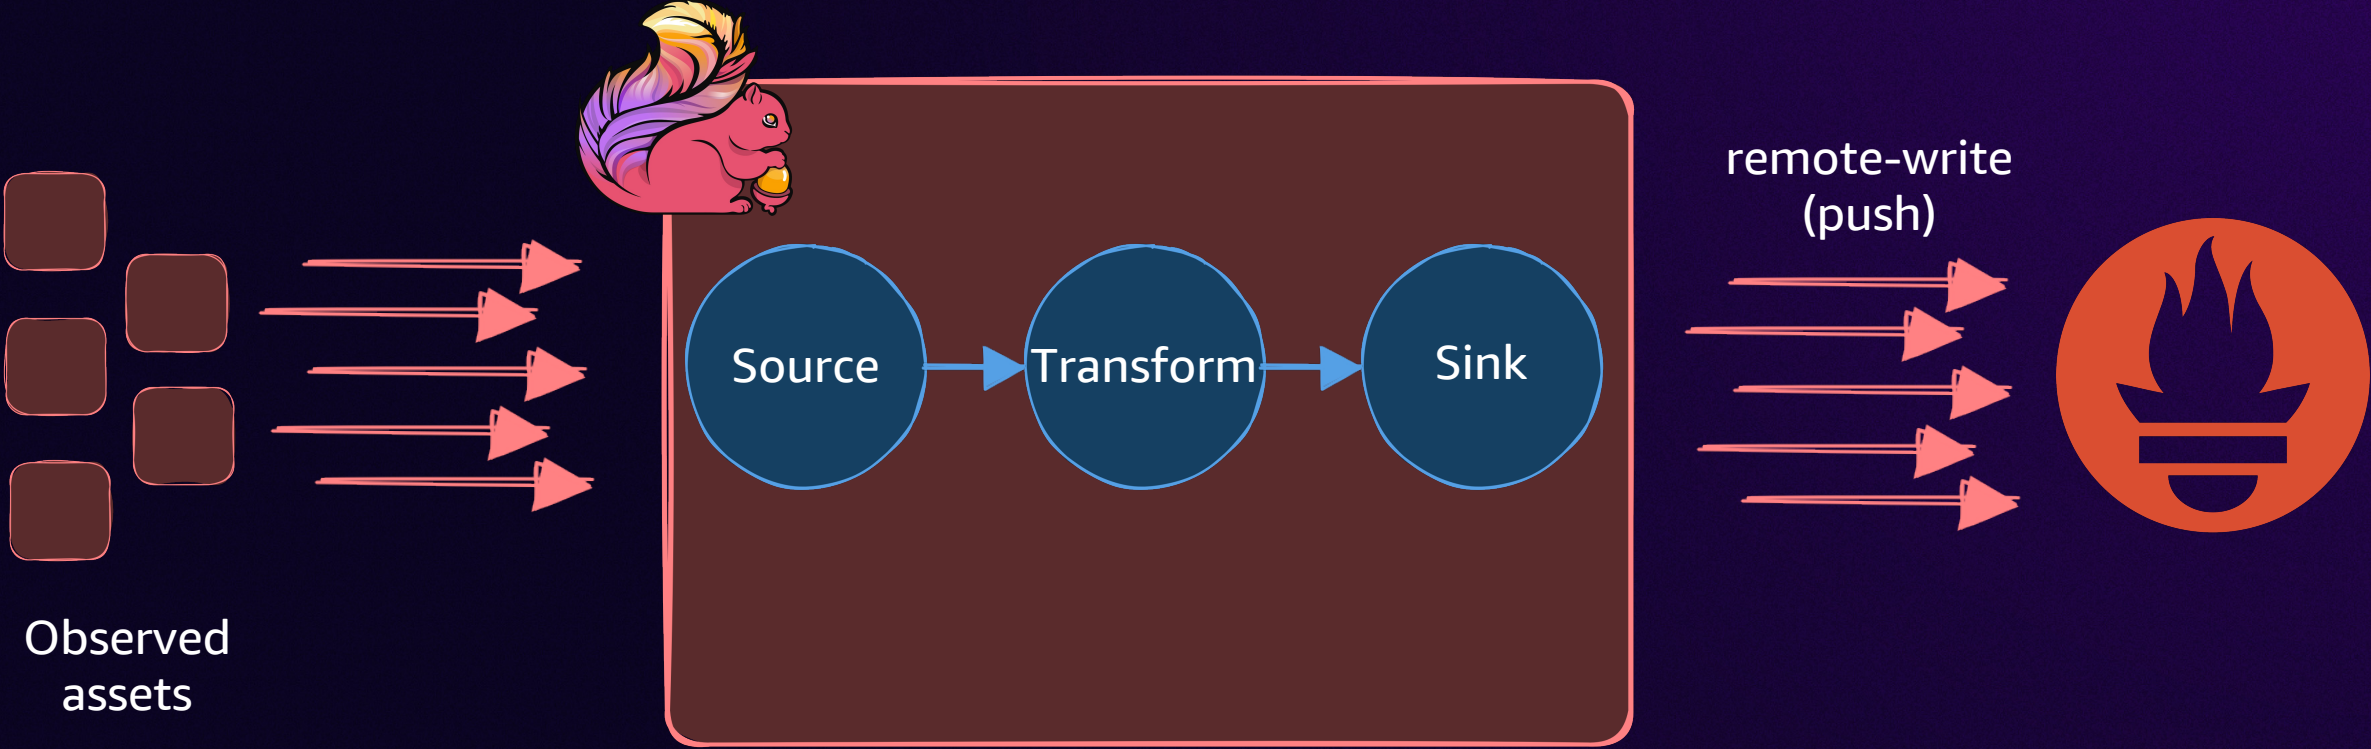 remote-write
(push)
Source
Transform
Sink
Observed
assets